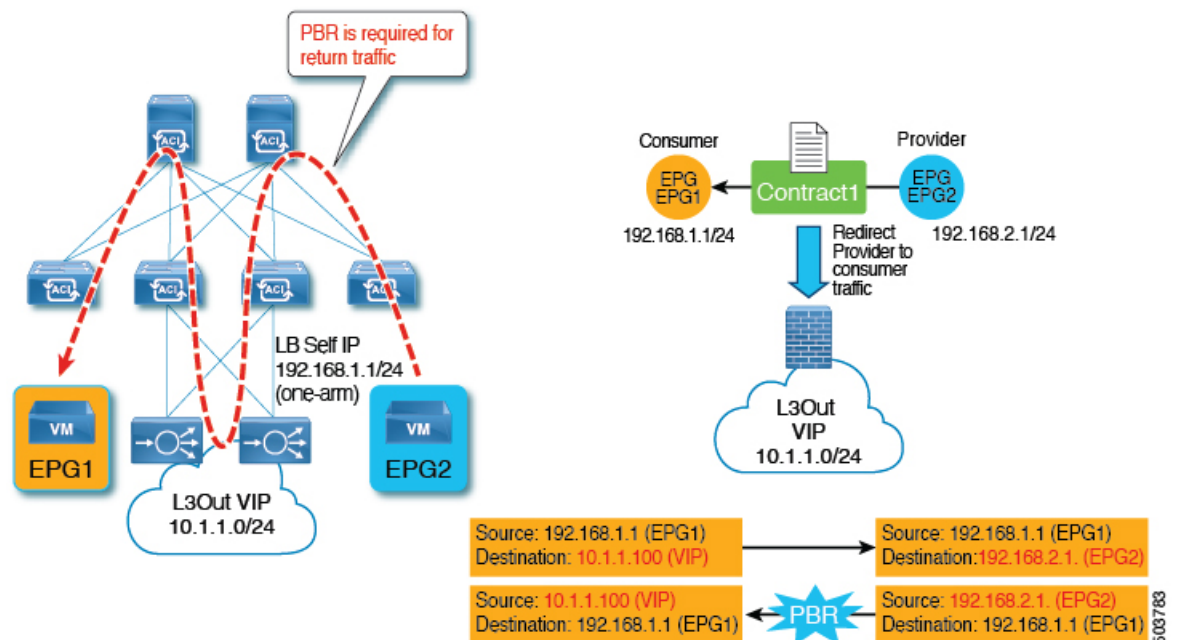 PBR is required for
return traffic
ACI
ACI
ACI
ACI
ACI
ACI
LB Self IP
192.168.1.1/24
(one-arm)
VM
EPG1
VM
EPG2
L3Out VIP
10.1.1.0/24
Consumer
Provider
EPG
EPG1
Contract1
EPG
EPG2
192.168.1.1/24
192.168.2.1/24
Redirect
Provider to
consumer
traffic
L3Out
VIP
10.1.1.0/24
Source: 192.168.1.1 (EPG1)
Destination: 10.1.1.100 (VIP)
Source: 192.168.1.1 (EPG1)
Destination:192.168.2.1. (EPG2)
Source: 10.1.1.100 (VIP)
Destination: 192.168.1.1 (EPG1)
PBR
Source: 192.168.2.1. (EPG2)
Destination: 192.168.1.1 (EPG1)